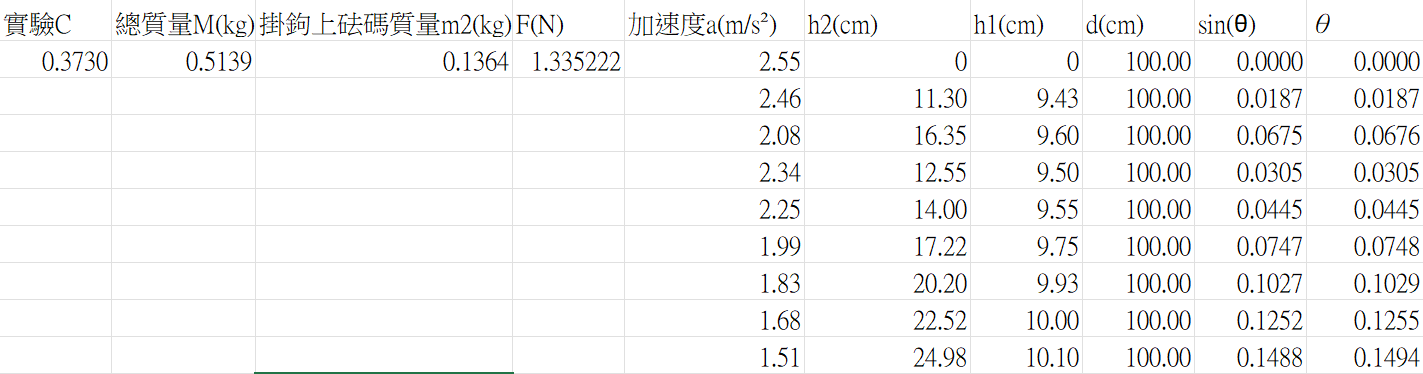 實驗C 總質量M(kg) 掛鉤上砝碼質量m2(kg) F(N) 加速度a(m/s²) h2(cm) h1(cm) d(cm) sin(θ) θ
0.3730 0.5139 0.1364 1.335222 2.55 0 0 100.00 0.0000 0.0000
2.46 11.30 9.43 100.00 0.0187 0.0187
2.08 16.35 9.60 100.00 0.0675 0.0676
2.34 12.55 9.50 100.00 0.0305 0.0305
2.25 14.00 9.55 100.00 0.0445 0.0445
1.99 17.22 9.75 100.00 0.0747 0.0748
1.83 20.20 9.93 100.00 0.1027 0.1029
1.68 22.52 10.00 100.00 0.1252 0.1255
1.51 24.98 10.10 100.00 0.1488 0.1494